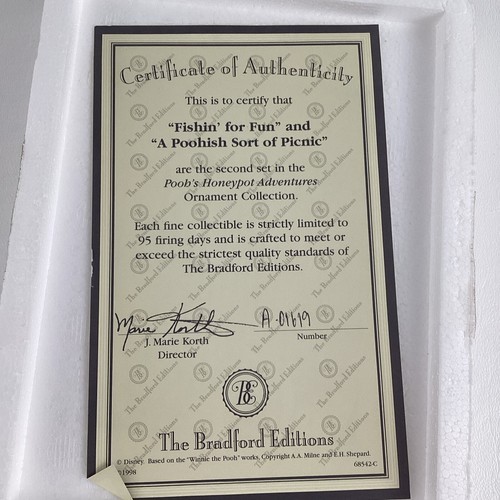 Certificate of Authenticity
This is to certify that
“Fishin’ for Fun” and
“A Poohish Sort of Picnic”
are the second set in the
Pooh’s Honeypot Adventures
Ornament Collection.
Each fine collectible is strictly limited to
95 firing days and is crafted to meet or
exceed the strictest quality standards of
The Bradford Editions.
Marie Korth
A-01619
J. Marie Korth
Number
Director
BE
The Bradford Editions
© Disney. Based on the "Winnie the Pooh" works, Copyright A.A. Milne and E.H. Shepard.
©1998
68542-C